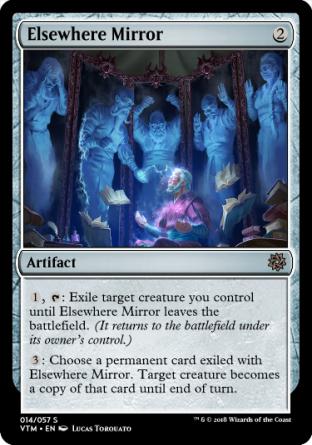 Elsewhere Mirror 2
Artifact
1, T: Exile target creature you control
until Elsewhere Mirror leaves the
battlefield. (It returns to the battlefield under
its owner's control.)
3: Choose a permanent card exiled with
Elsewhere Mirror. Target creature becomes
a copy of that card until end of turn.
014/057 S
VTM • EN Lucas Torquato
™ & © 2018 Wizards of the Coast